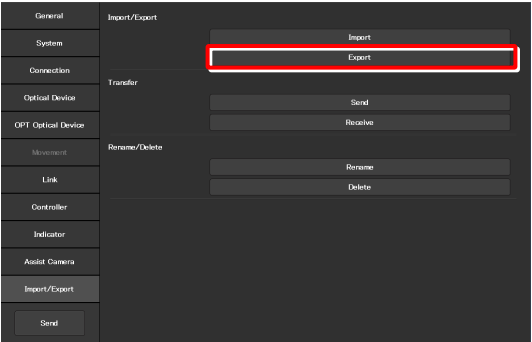 General
System
Connection
Optical Device
OPT Optical Device
Movement
Link
Controller
Indicator
Assist Camera
Import/Export
Send
Import/Export
Import
Export
Transfer
Send
Receive
Rename/Delete
Rename
Delete